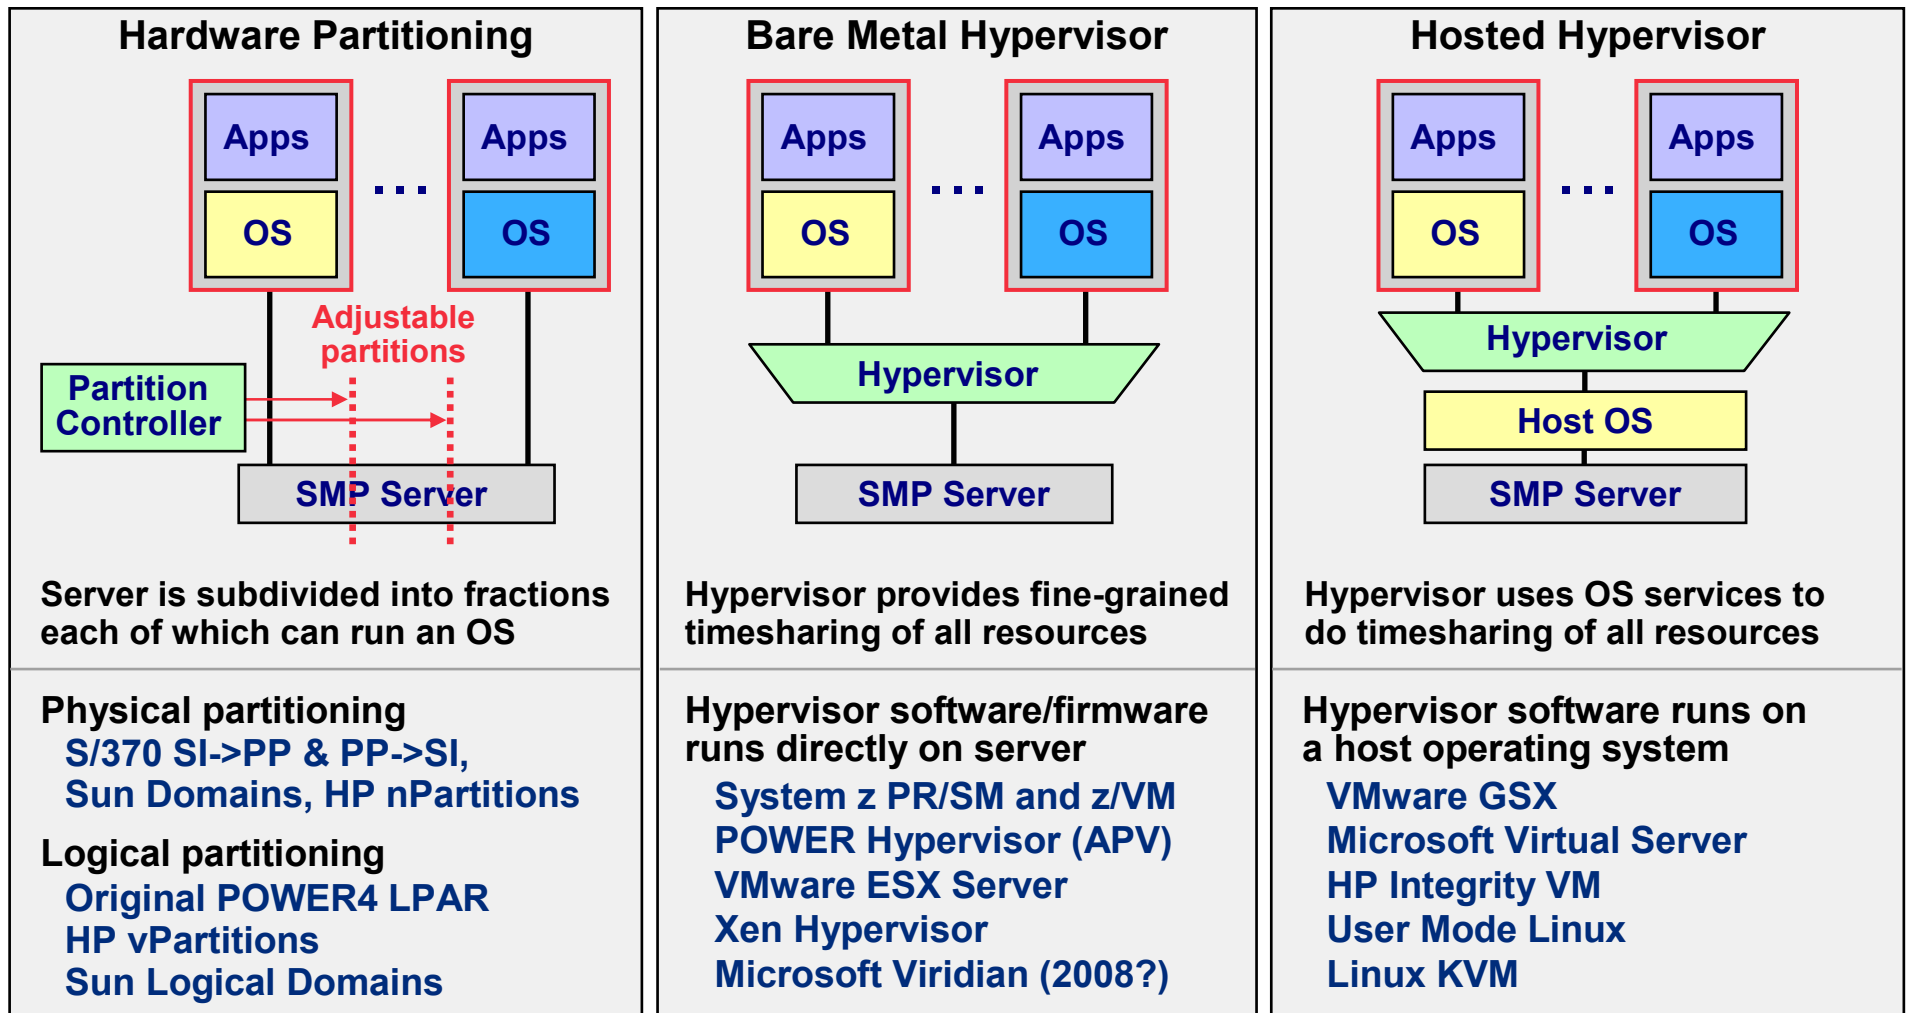 Hardware Partitioning
Apps
Apps
...
OS
OS
Adjustable
partitions
Partition
Controller
SMP Server
Server is subdivided into fractions
each of which can run an OS
Physical partitioning
S/370 SI->PP & PP->SI,
Sun Domains, HP nPartitions
Logical partitioning
Original POWER4 LPAR
HP vPartitions
Sun Logical Domains
Bare Metal Hypervisor
Apps
Apps
...
OS
OS
Hypervisor
SMP Server
Hypervisor provides fine-grained
timesharing of all resources
Hypervisor software/firmware
runs directly on server
System z PR/SM and z/VM
POWER Hypervisor (APV)
VMware ESX Server
Xen Hypervisor
Microsoft Viridian (2008?)
Hosted Hypervisor
Apps
Apps
...
OS
OS
Hypervisor
Host OS
SMP Server
Hypervisor uses OS services to
do timesharing of all resources
Hypervisor software runs on
a host operating system
VMware GSX
Microsoft Virtual Server
HP Integrity VM
User Mode Linux
Linux KVM